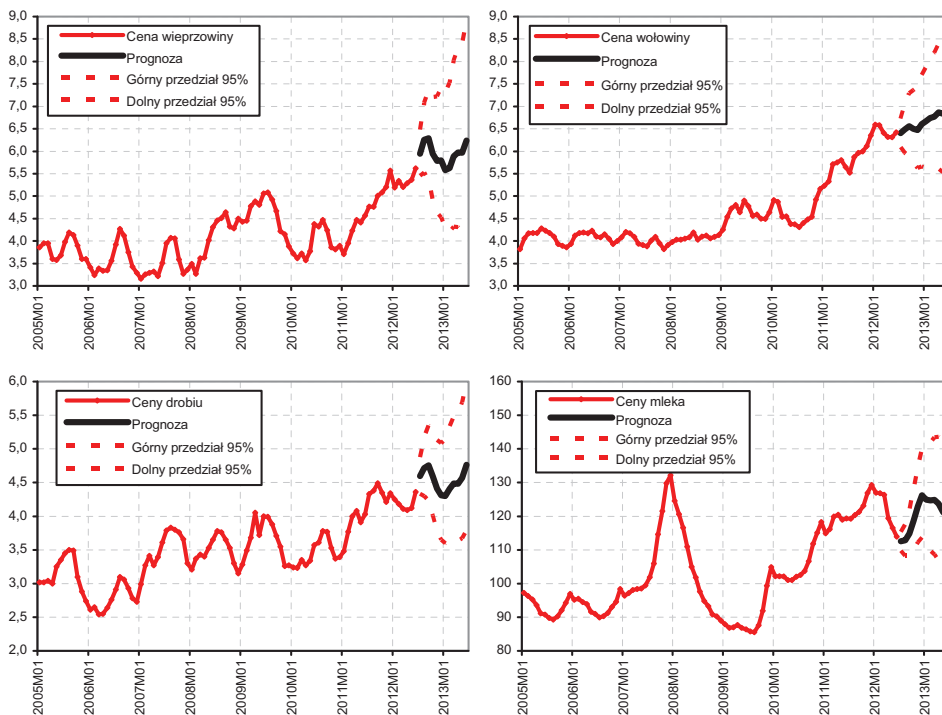 9,0
8,5
8,0
7,5
7,0
6,5
6,0
5,5
5,0
4,5
4,0
3,5
3,0
Cena wieprzowiny
Prognoza
Górny przedział 95%
Dolny przedział 95%
2005M01
2006M01
2007M01
2008M01
2009M01
2010M01
2011M01
2012M01
2013M01
9,0
8,5
8,0
7,5
7,0
6,5
6,0
5,5
5,0
4,5
4,0
3,5
3,0
Cena wołowiny
Prognoza
Górny przedział 95%
Dolny przedział 95%
2005M01
2006M01
2007M01
2008M01
2009M01
2010M01
2011M01
2012M01
2013M01
6,0
5,5
5,0
4,5
4,0
3,5
3,0
2,5
2,0
Ceny drobiu
Prognoza
Górny przedział 95%
Dolny przedział 95%
2005M01
2006M01
2007M01
2008M01
2009M01
2010M01
2011M01
2012M01
2013M01
160
150
140
130
120
110
100
90
80
Ceny mleka
Prognoza
Górny przedział 95%
Dolny przedział 95%
2005M01
2006M01
2007M01
2008M01
2009M01
2010M01
2011M01
2012M01
2013M01